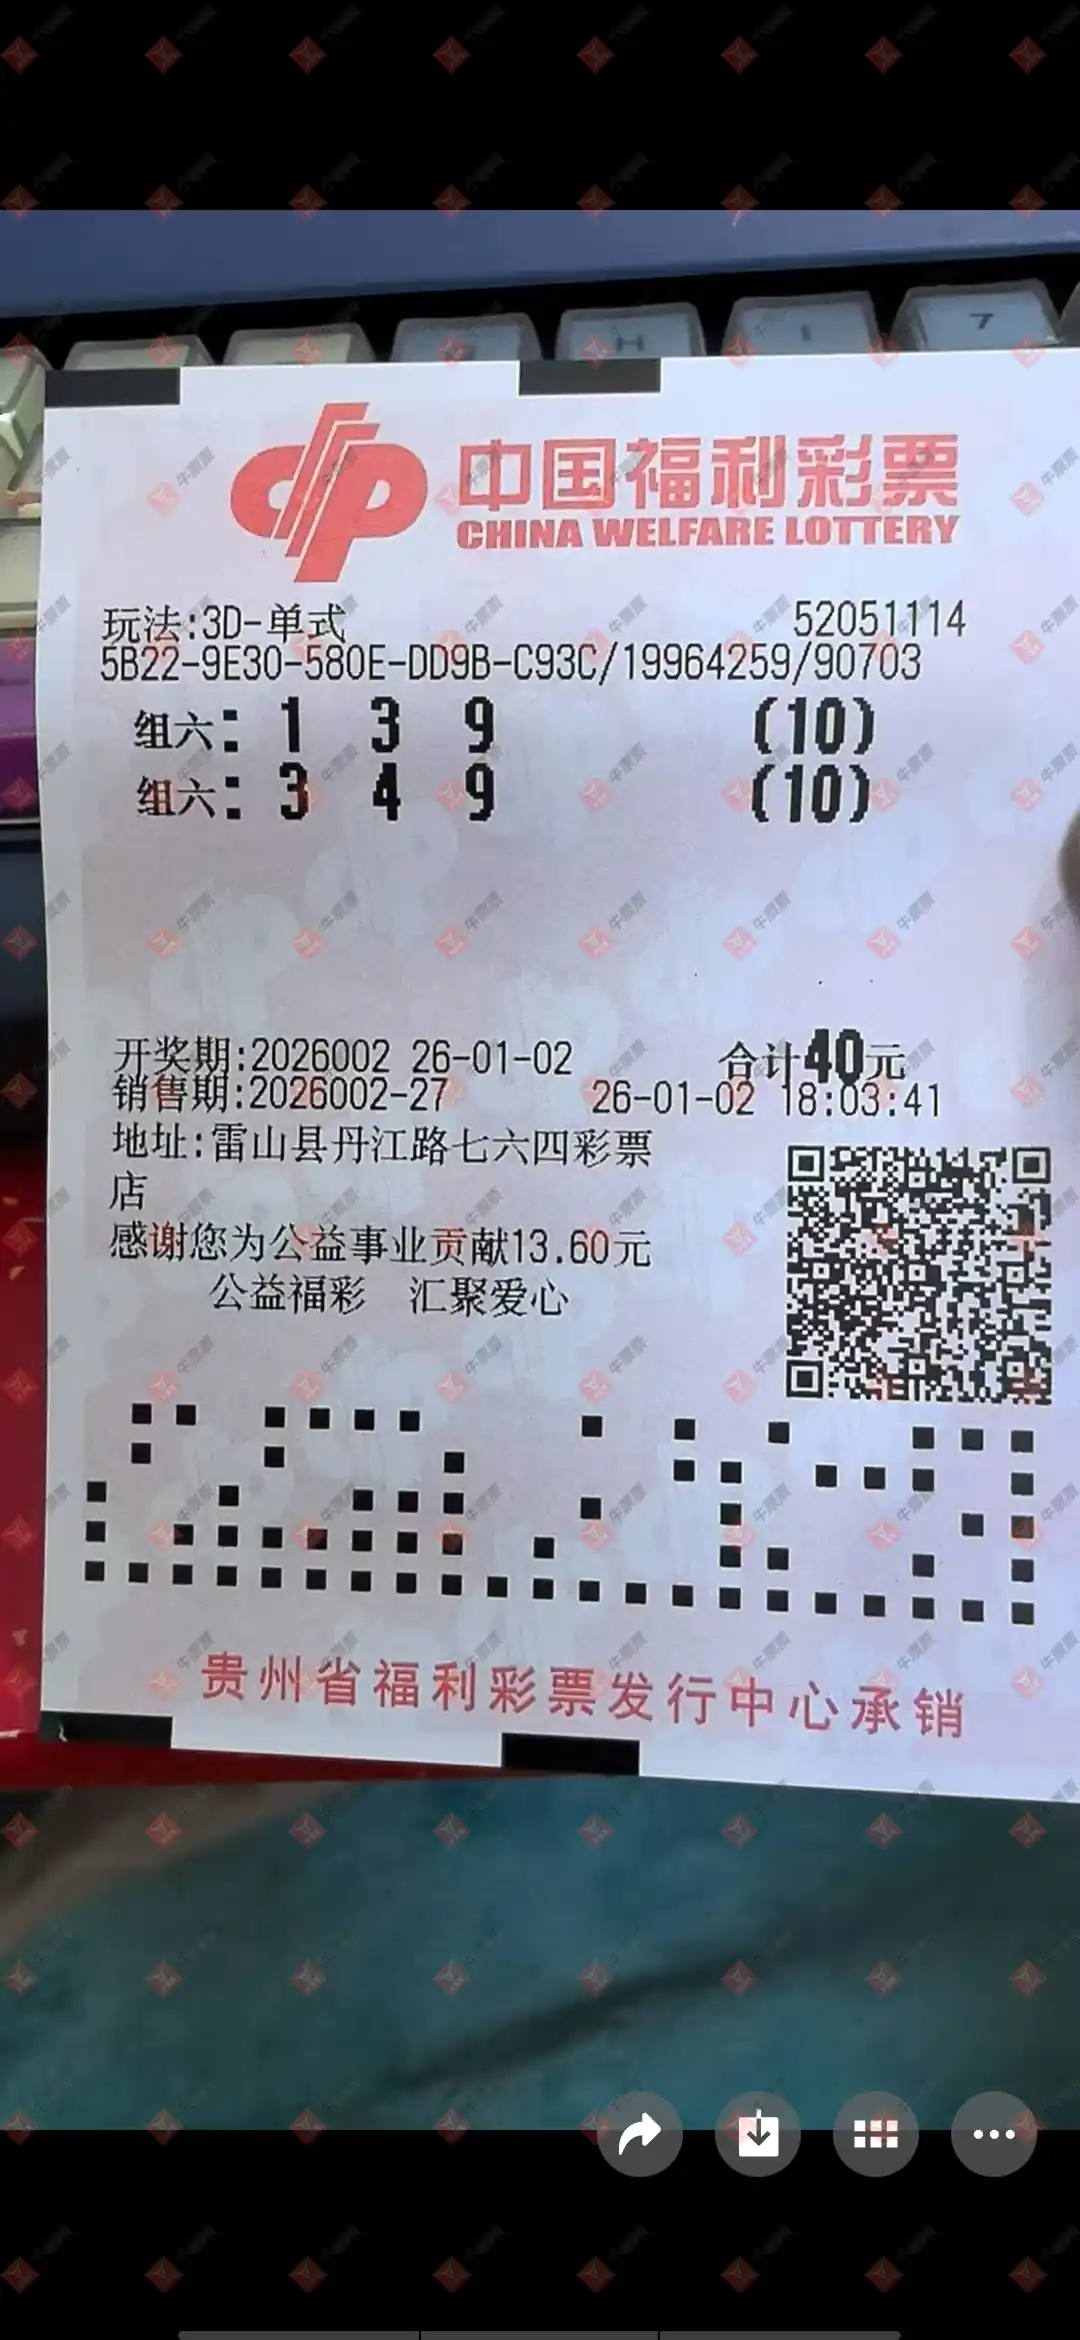 7
H
中国福利彩票
CHINA WELFARE LOTTERY
玩法:3D-单式 52051114
5B22-9E30-580E-DD9B-C93C/19964259/90703
组六: 1 3 9 (10)
组六: 3 4 9 (10)
开奖期:2026002 26-01-02 合计40元
销售期:2026002-27 26-01-02 18:03:41
地址:雷山县丹江路七六四彩票
店
感谢您为公益事业贡献13.60元
公益福彩 汇聚爱心
贵州省福利彩票发行中心承销
牛票票